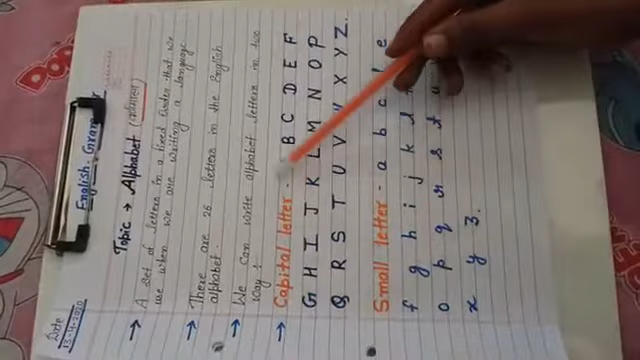 Date
13-4-2020
English. Gram
Topic → Alphabet (वर्णमाला)
→ A set of letters in a fixed order that we
use when we are writing a language.
→ There are 26 letters in the English
alphabet.
→ We can write alphabet letters in two
way :
→ Capital letter - B C D E F
G H I J K L M N O P
Q R S T U V X Y Z.
Small letter - a b c e
f g h i j k l
o p q r s t u
x y z.